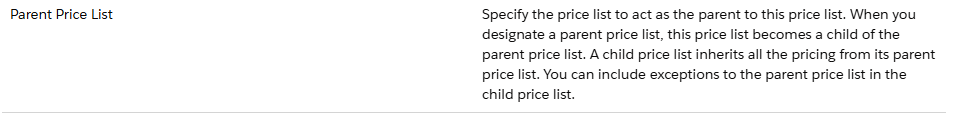 Parent Price List
Specify the price list to act as the parent to this price list. When you
designate a parent price list, this price list becomes a child of the
parent price list. A child price list inherits all the pricing from its parent
price list. You can include exceptions to the parent price list in the
child price list.